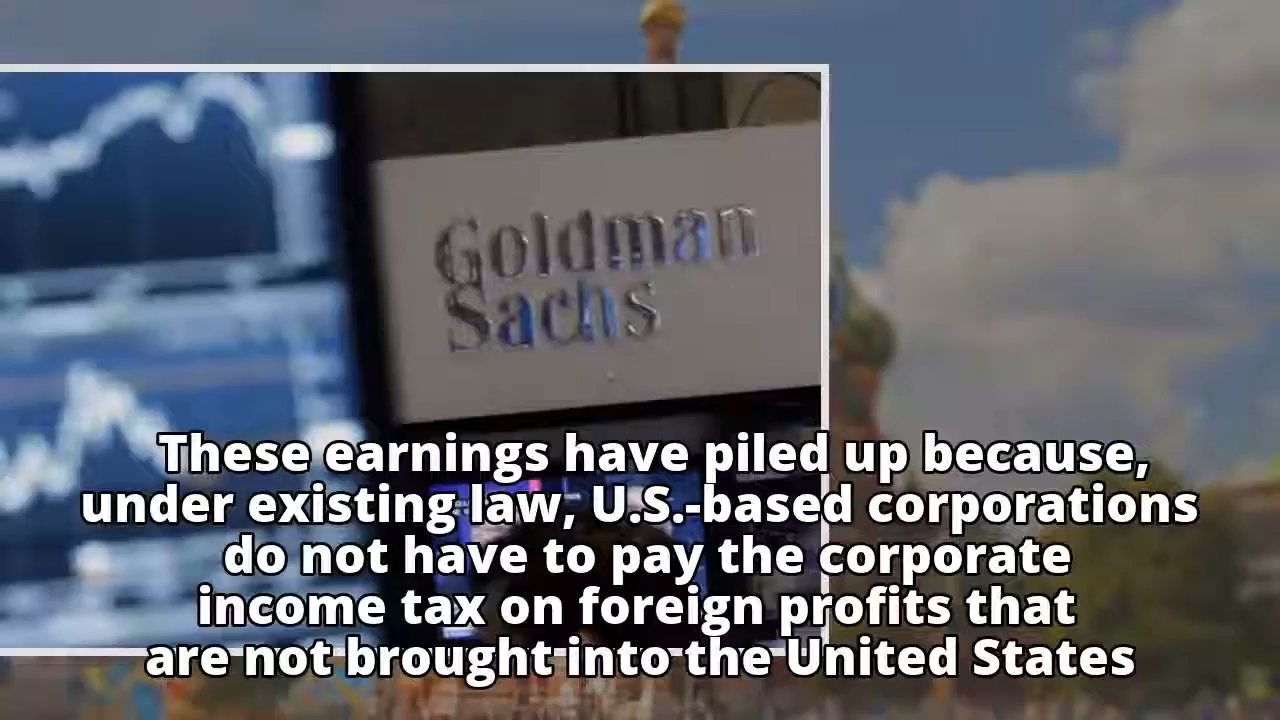 Goldman
Sachs
These earnings have piled up because,
under existing law, U.S.-based corporations
do not have to pay the corporate
income tax on foreign profits that
are not brought into the United States